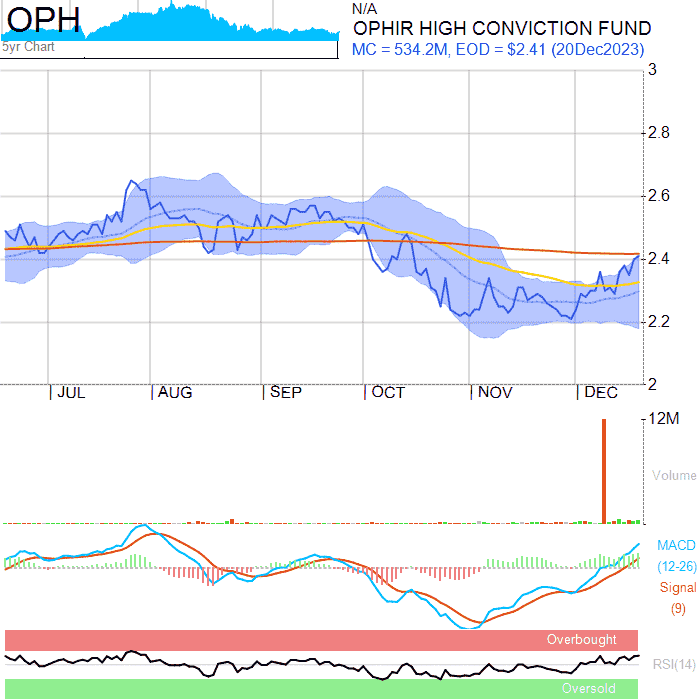 OPH
5yr Chart
N/A
OPHIR HIGH CONVICTION FUND
MC = 534.2M, EOD = $2.41 (20Dec2023)
3
2.8
2.6
2.4
2.2
2
JUL AUG SEP OCT NOV DEC
12M
Volume
MACD
(12-26)
Signal
(9)
Overbought
RSI(14)
Oversold